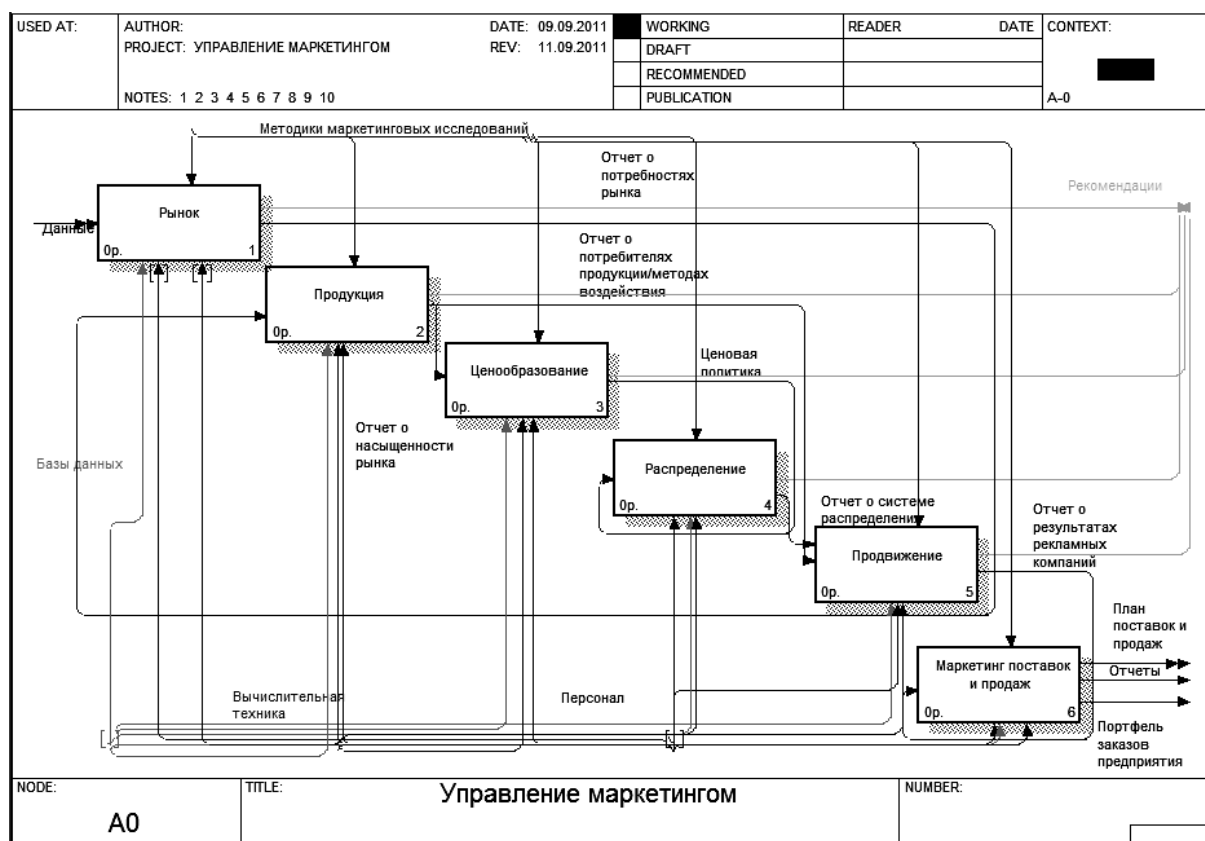 USED AT:
AUTHOR:
DATE: 09.09.2011
WORKING
READER
DATE
CONTEXT:
PROJECT: УПРАВЛЕНИЕ МАРКЕТИНГОМ
REV: 11.09.2011
DRAFT
RECOMMENDED
NOTES: 1 2 3 4 5 6 7 8 9 10
PUBLICATION
A-0
Методики маркетинговых исследований
Отчет о
потребностях
рынка
Рекомендации
Данные
Рынок
0р. 1
Отчет о
потребителях
продукции/методах
воздействия
Продукция
0р. 2
Ценовая
политика
Ценообразование
0р. 3
Отчет о
насыщенности
рынка
Базы данных
Распределение
0р. 4
Отчет о системе
распределения
Отчет о
результатах
рекламных
компаний
Продвижение
0р. 5
План
поставок и
продаж
Отчеты
Маркетинг поставок
и продаж
0р. 6
Портфель
заказов
предприятия
Вычислительная
техника
Персонал
NODE:
A0
TITLE:
Управление маркетингом
NUMBER: